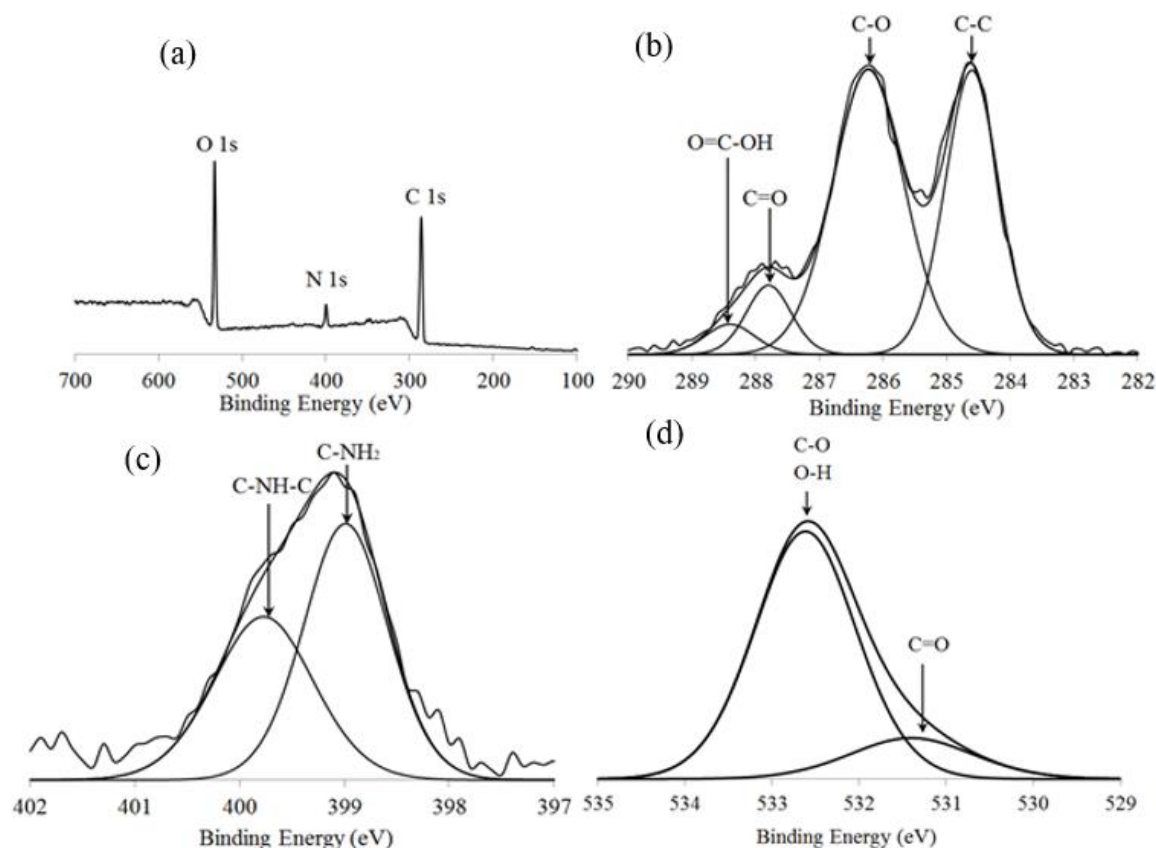 (a)
O 1s
N 1s
C 1s
700 600 500 400 300 200 100
Binding Energy (eV)
(b)
C-O
C-C
O=C-OH
C=O
290 289 288 287 286 285 284 283 282
Binding Energy (eV)
(c)
C-NH₂
C-NH-C
402 401 400 399 398 397
Binding Energy (eV)
(d)
C-O
O-H
C=O
535 534 533 532 531 530 529
Binding Energy (eV)